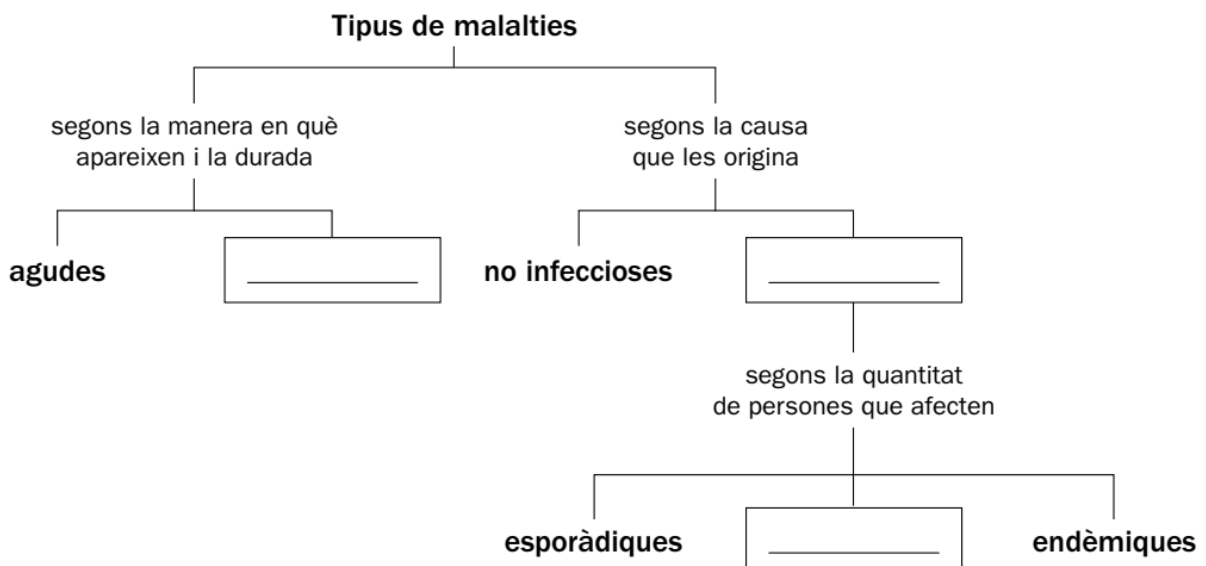 Tipus de malalties
segons la manera en què
apareixen i la durada
segons la causa
que les origina
agudes
no infeccioses
segons la quantitat
de persones que afecten
esporàdiques
endèmiques